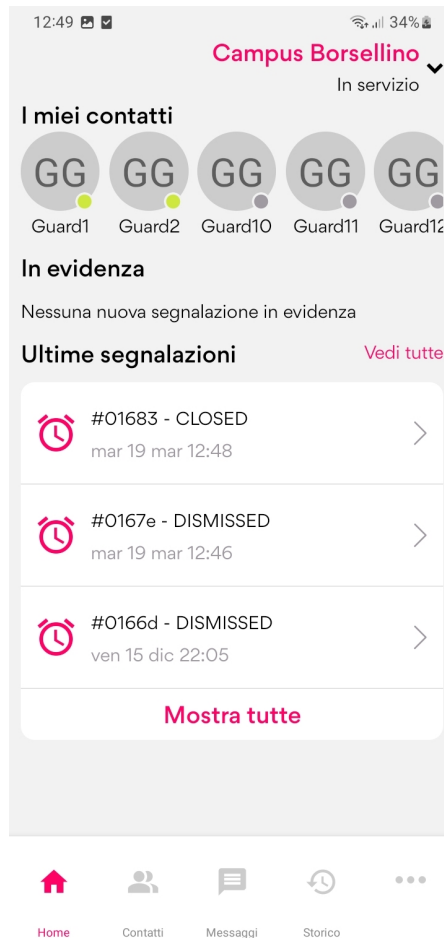 12:49 34%
Campus Borsellino
In servizio
I miei contatti
GG GG GG GG GG
Guard1 Guard2 Guard10 Guard11 Guard12
In evidenza
Nessuna nuova segnalazione in evidenza
Ultime segnalazioni Vedi tutte
#01683 - CLOSED
mar 19 mar 12:48
#0167e - DISMISSED
mar 19 mar 12:46
#0166d - DISMISSED
ven 15 dic 22:05
Mostra tutte
Home Contatti Messaggi Storico